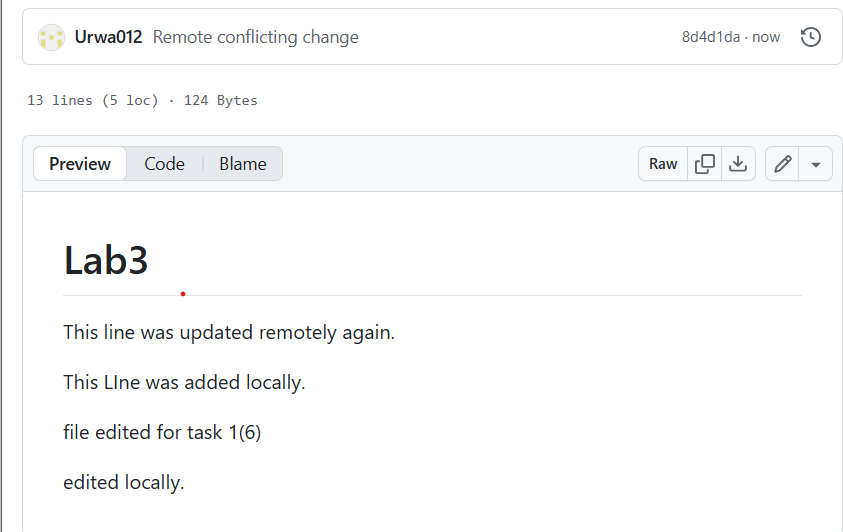 Urwa012 Remote conflicting change 8d4d1da · now
13 lines (5 loc) · 124 Bytes
Preview Code Blame Raw
Lab3
This line was updated remotely again.
This LIne was added locally.
file edited for task 1(6)
edited locally.